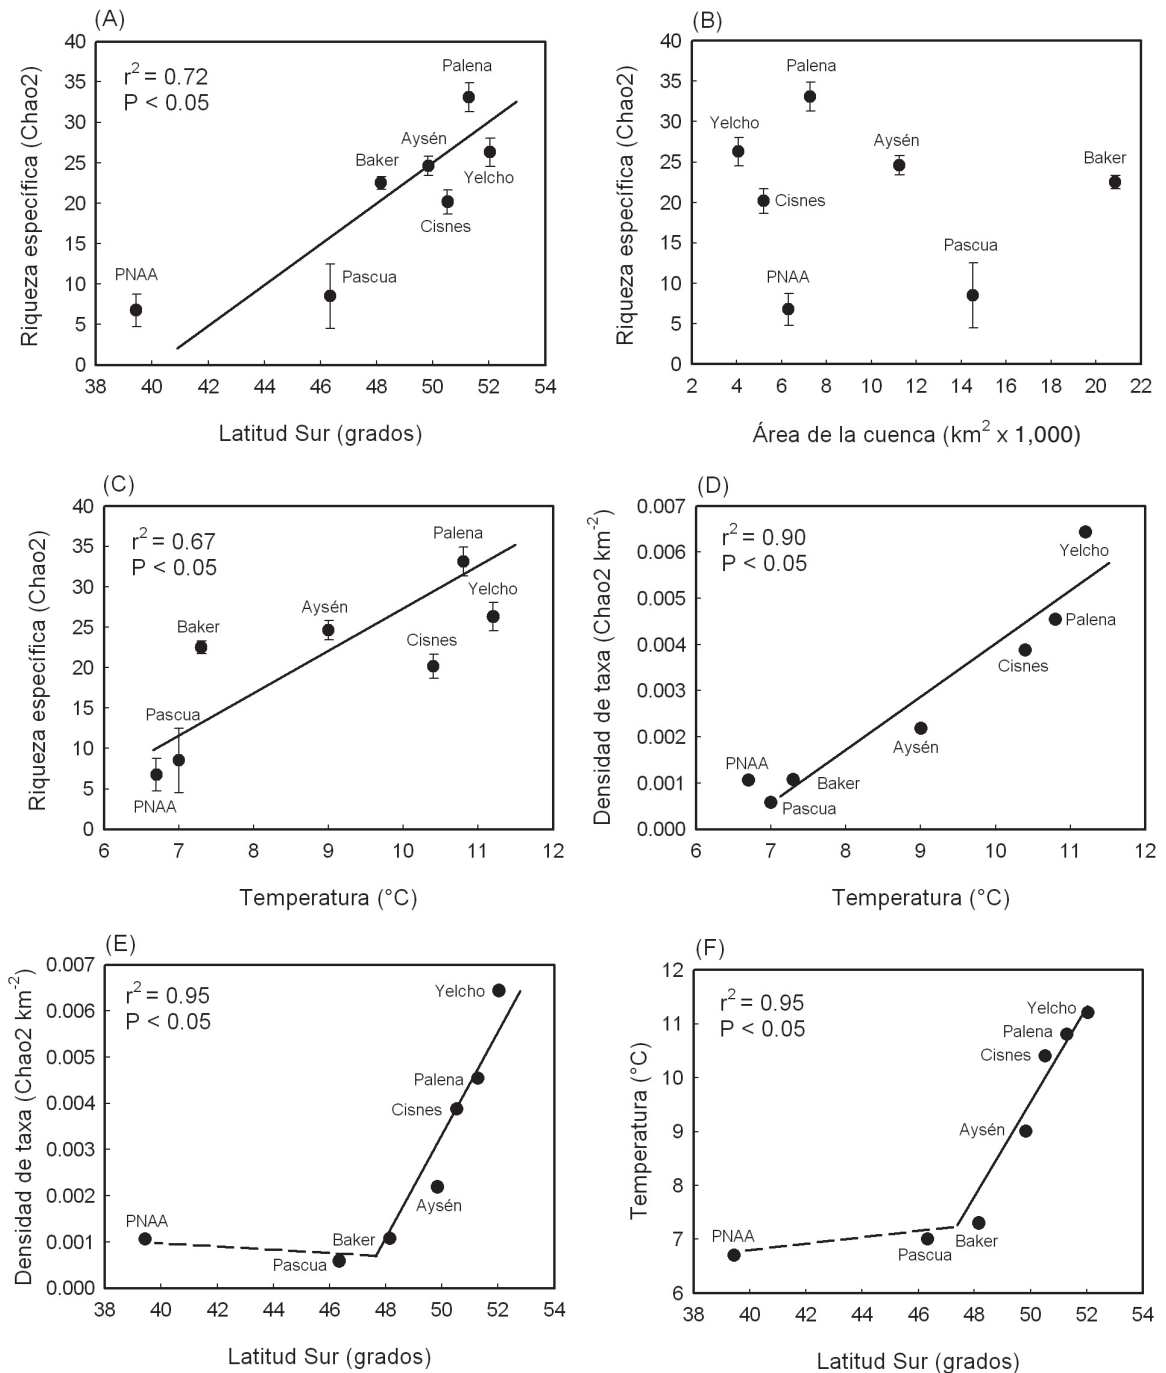 (A)
40
35
30
25
20
15
10
5
0
Riqueza específica (Chao2)
r² = 0.72
P < 0.05
Palena
Aysén
Baker
Yelcho
Cisnes
PNAA
Pascua
38 40 42 44 46 48 50 52 54
Latitud Sur (grados)
(B)
40
35
30
25
20
15
10
5
0
Riqueza específica (Chao2)
Palena
Yelcho
Aysén
Baker
Cisnes
Pascua
PNAA
2 4 6 8 10 12 14 16 18 20 22
Área de la cuenca (km² x 1,000)
(C)
40
35
30
25
20
15
10
5
0
Riqueza específica (Chao2)
r² = 0.67
P < 0.05
Palena
Yelcho
Aysén
Baker
Cisnes
Pascua
PNAA
6 7 8 9 10 11 12
Temperatura (°C)
(D)
0.007
0.006
0.005
0.004
0.003
0.002
0.001
0.000
Densidad de taxa (Chao2 km⁻²)
r² = 0.90
P < 0.05
Yelcho
Palena
Cisnes
Aysén
PNAA
Baker
Pascua
6 7 8 9 10 11 12
Temperatura (°C)
(E)
0.007
0.006
0.005
0.004
0.003
0.002
0.001
0.000
Densidad de taxa (Chao2 km⁻²)
r² = 0.95
P < 0.05
Yelcho
Palena
Cisnes
Aysén
PNAA
Baker
Pascua
38 40 42 44 46 48 50 52 54
Latitud Sur (grados)
(F)
12
11
10
9
8
7
6
Temperatura (°C)
r² = 0.95
P < 0.05
Yelcho
Palena
Cisnes
Aysén
PNAA
Pascua
Baker
38 40 42 44 46 48 50 52 54
Latitud Sur (grados)